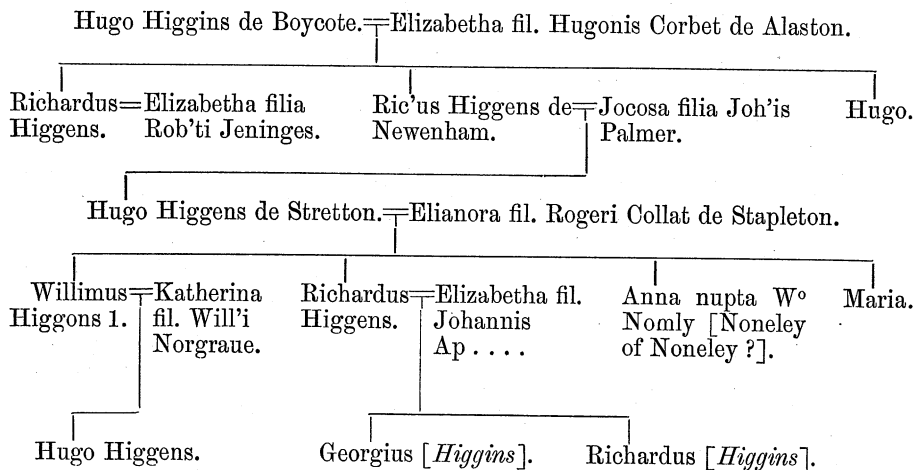 Hugo Higgins de Boycote.=Elizabetha fil. Hugonis Corbet de Alaston.
Richardus=Elizabetha filia
Higgens. Rob'ti Jeninges.
Ric'us Higgens de=Jocosa filia Joh'is
Newenham. Palmer.
Hugo.
Hugo Higgens de Stretton.=Elianora fil. Rogeri Collat de Stapleton.
Willimus=Katherina
Higgons 1. fil. Will'i
Norgraue.
Richardus=Elizabetha fil.
Higgens. Johannis
Ap . . . .
Anna nupta Wº
Nomly [Noneley
of Noneley ?].
Maria.
Hugo Higgens.
Georgius [Higgins].
Richardus [Higgins].